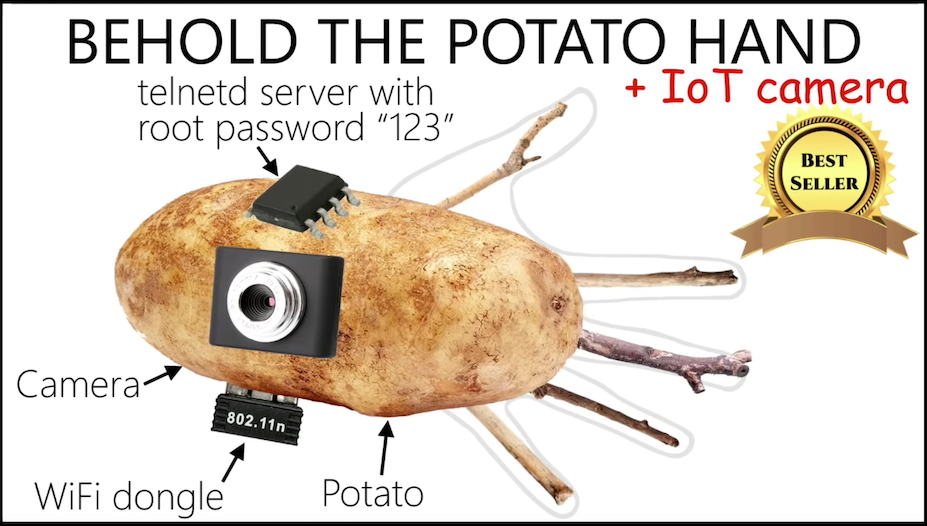 BEHOLD THE POTATO HAND
+ IoT camera
telnetd server with
root password “123”
BEST
SELLER
Camera
802.11n
WiFi dongle
Potato